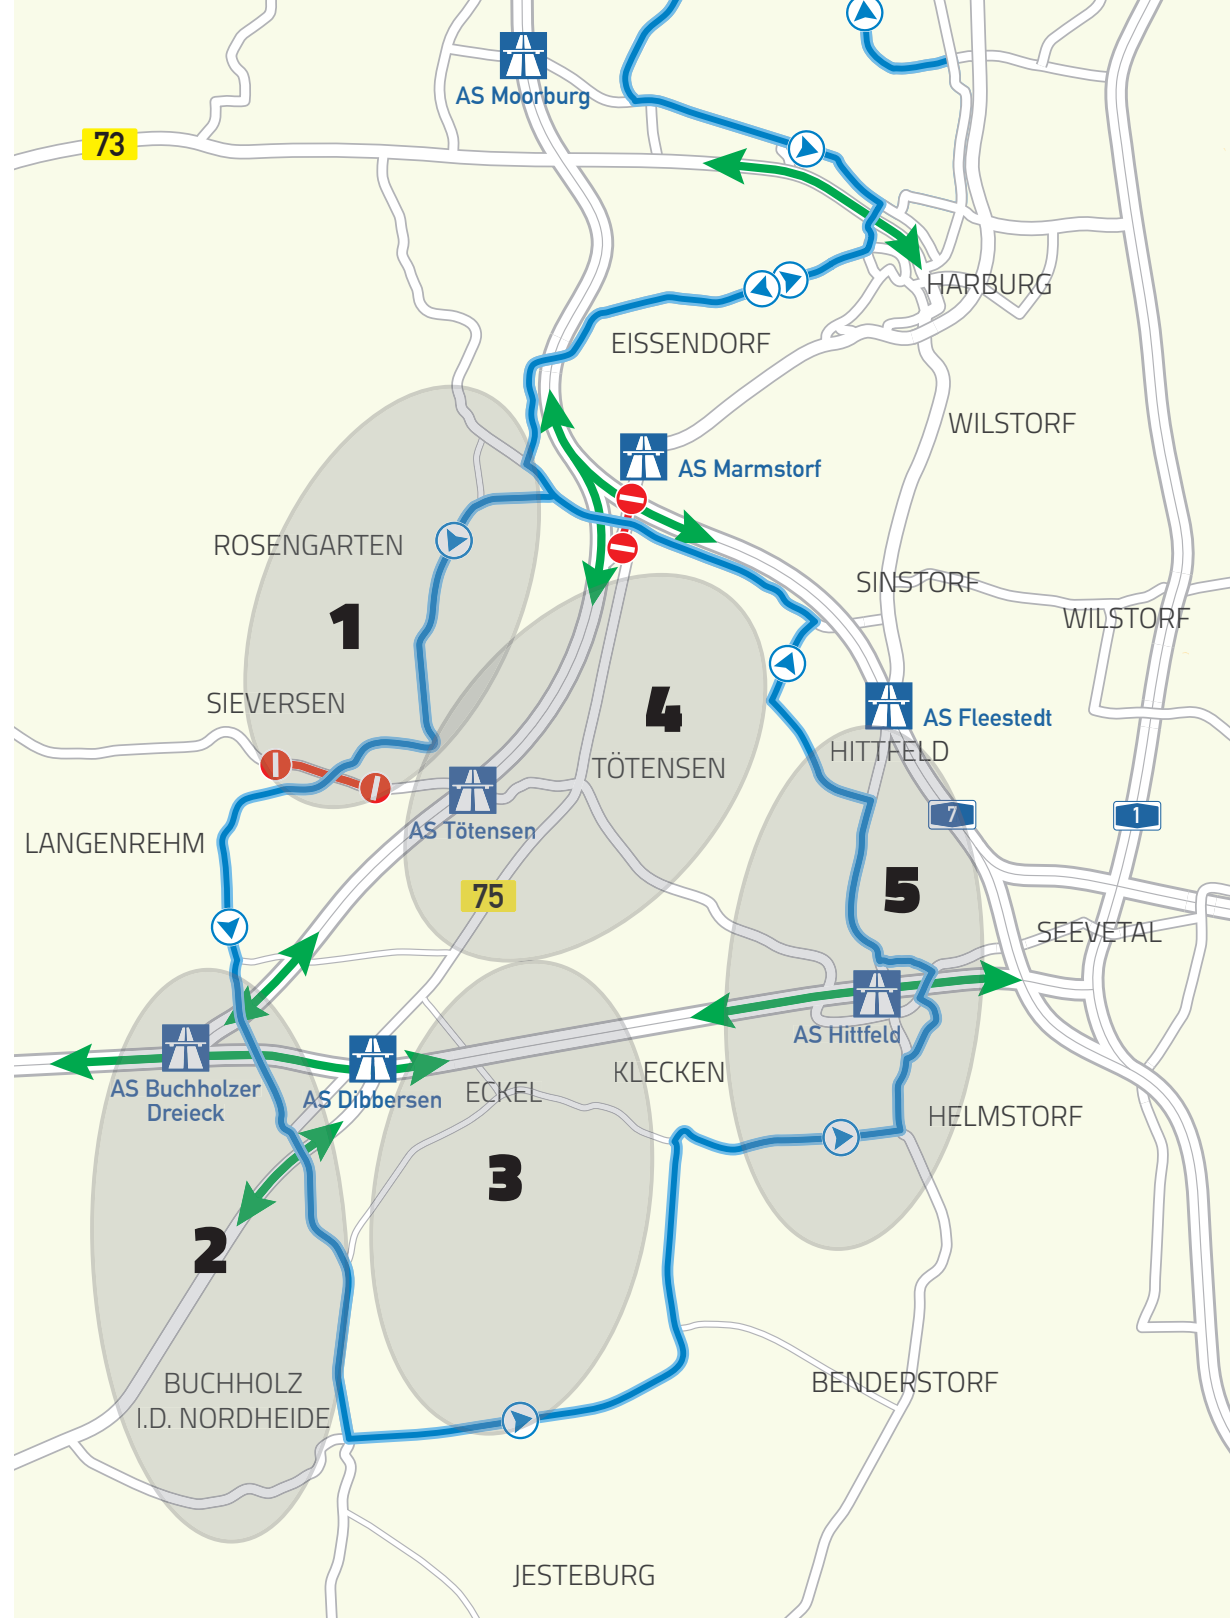 AS Moorburg
73
HARBURG
EISSENDORF
WILSTORF
AS Marmstorf
ROSENGARTEN
SINSTORF
WILSTORF
1
SIEVERSEN
4
AS Fleestedt
HITTFELD
TÖTENSEN
7
1
AS Tötensen
LANGENREHM
75
5
SEEVETAL
AS Hittfeld
KLECKEN
AS Buchholzer
Dreieck
AS Dibbersen
ECKEL
HELMSTORF
3
2
BUCHHOLZ
I.D. NORDHEIDE
BENDERSTORF
JESTEBURG